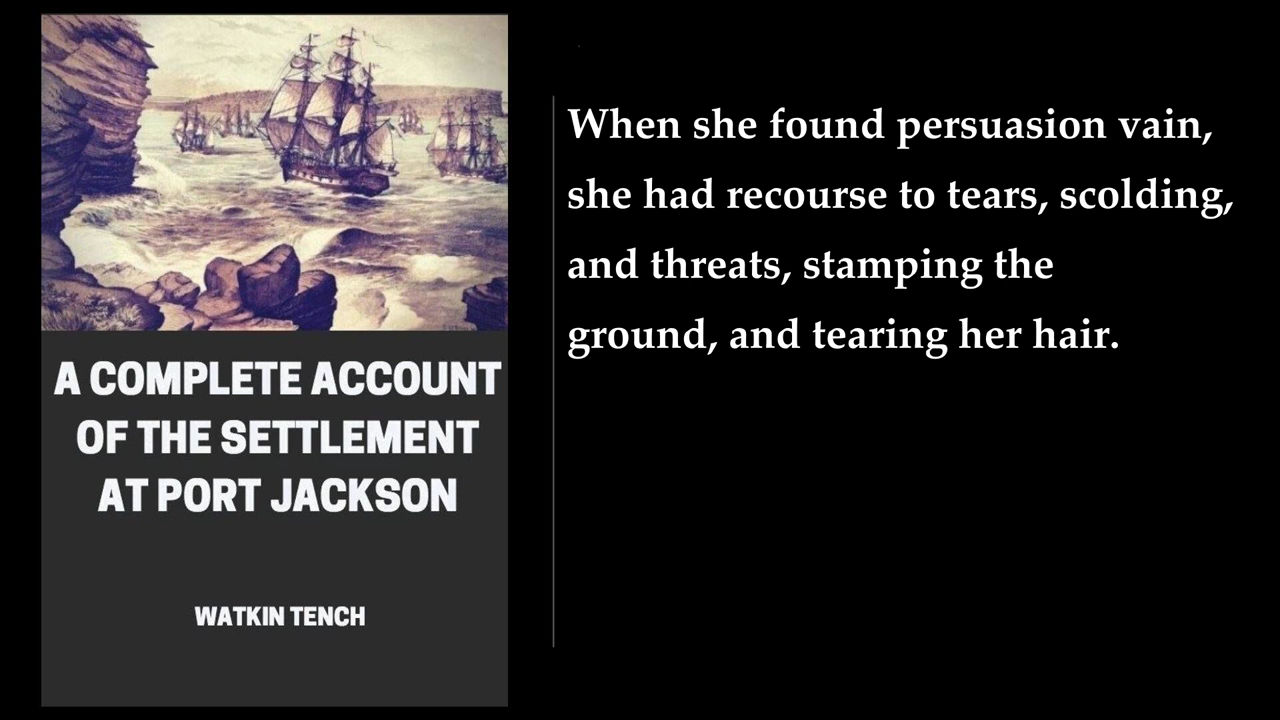 A COMPLETE ACCOUNT
OF THE SETTLEMENT
AT PORT JACKSON
WATKIN TENCH
When she found persuasion vain,
she had recourse to tears, scolding,
and threats, stamping the
ground, and tearing her hair.